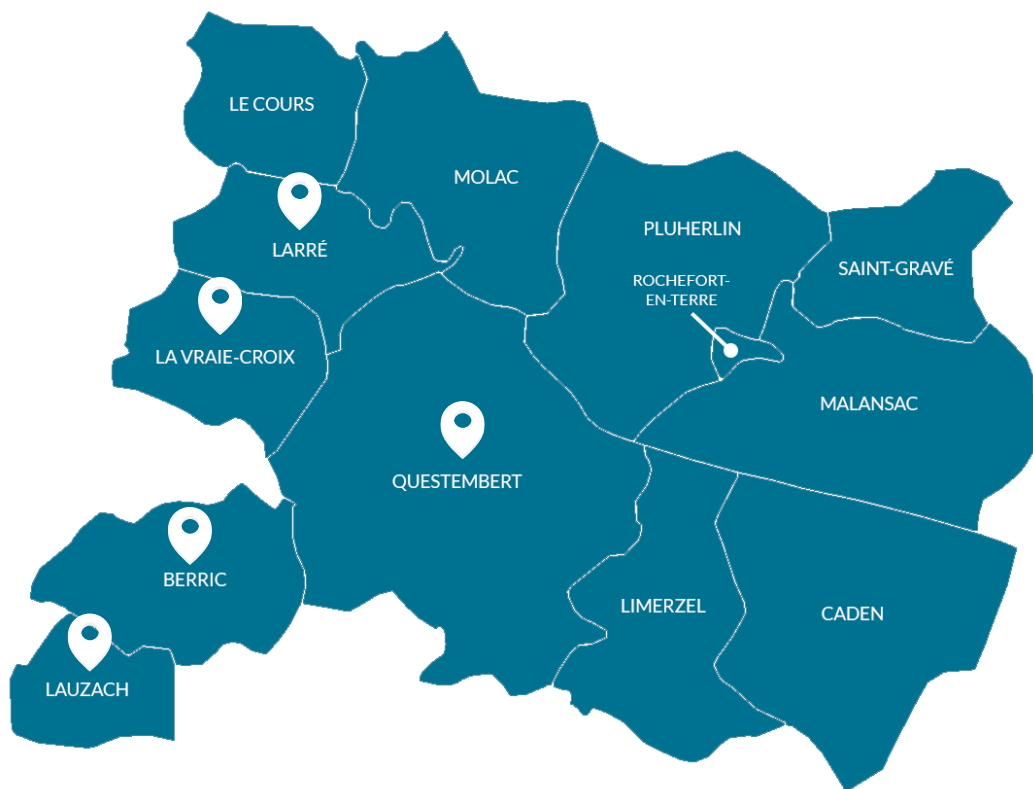 LE COURS
MOLAC
LARRÉ
PLUHERLIN
SAINT-GRAVÉ
ROCHEFORT-
EN-TERRE
LA VRAIE-CROIX
MALANSAC
QUESTEMBERT
BERRIC
LIMERZEL
CADEN
LAUZACH